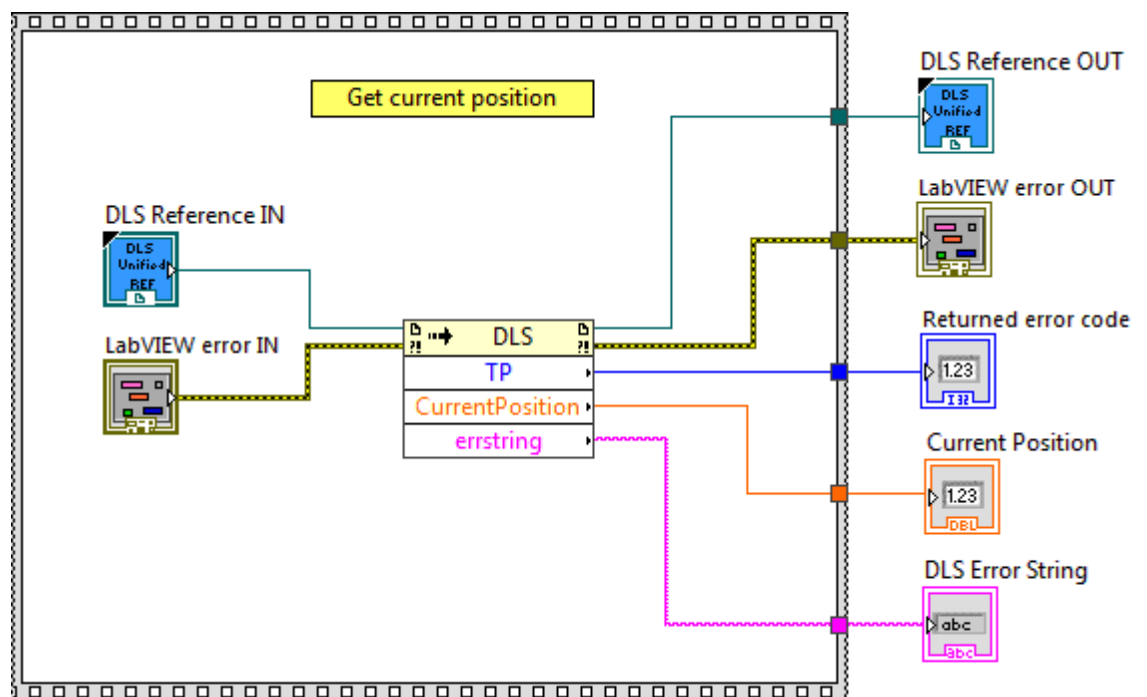 DLS Reference OUT
DLS
Unified
REF
Get current position
LabVIEW error OUT
DLS Reference IN
DLS
Unified
REF
Returned error code
1.23
I32
LabVIEW error IN
?! DLS ?!
TP
CurrentPosition
errstring
Current Position
1.23
DBL
DLS Error String
abc
abc